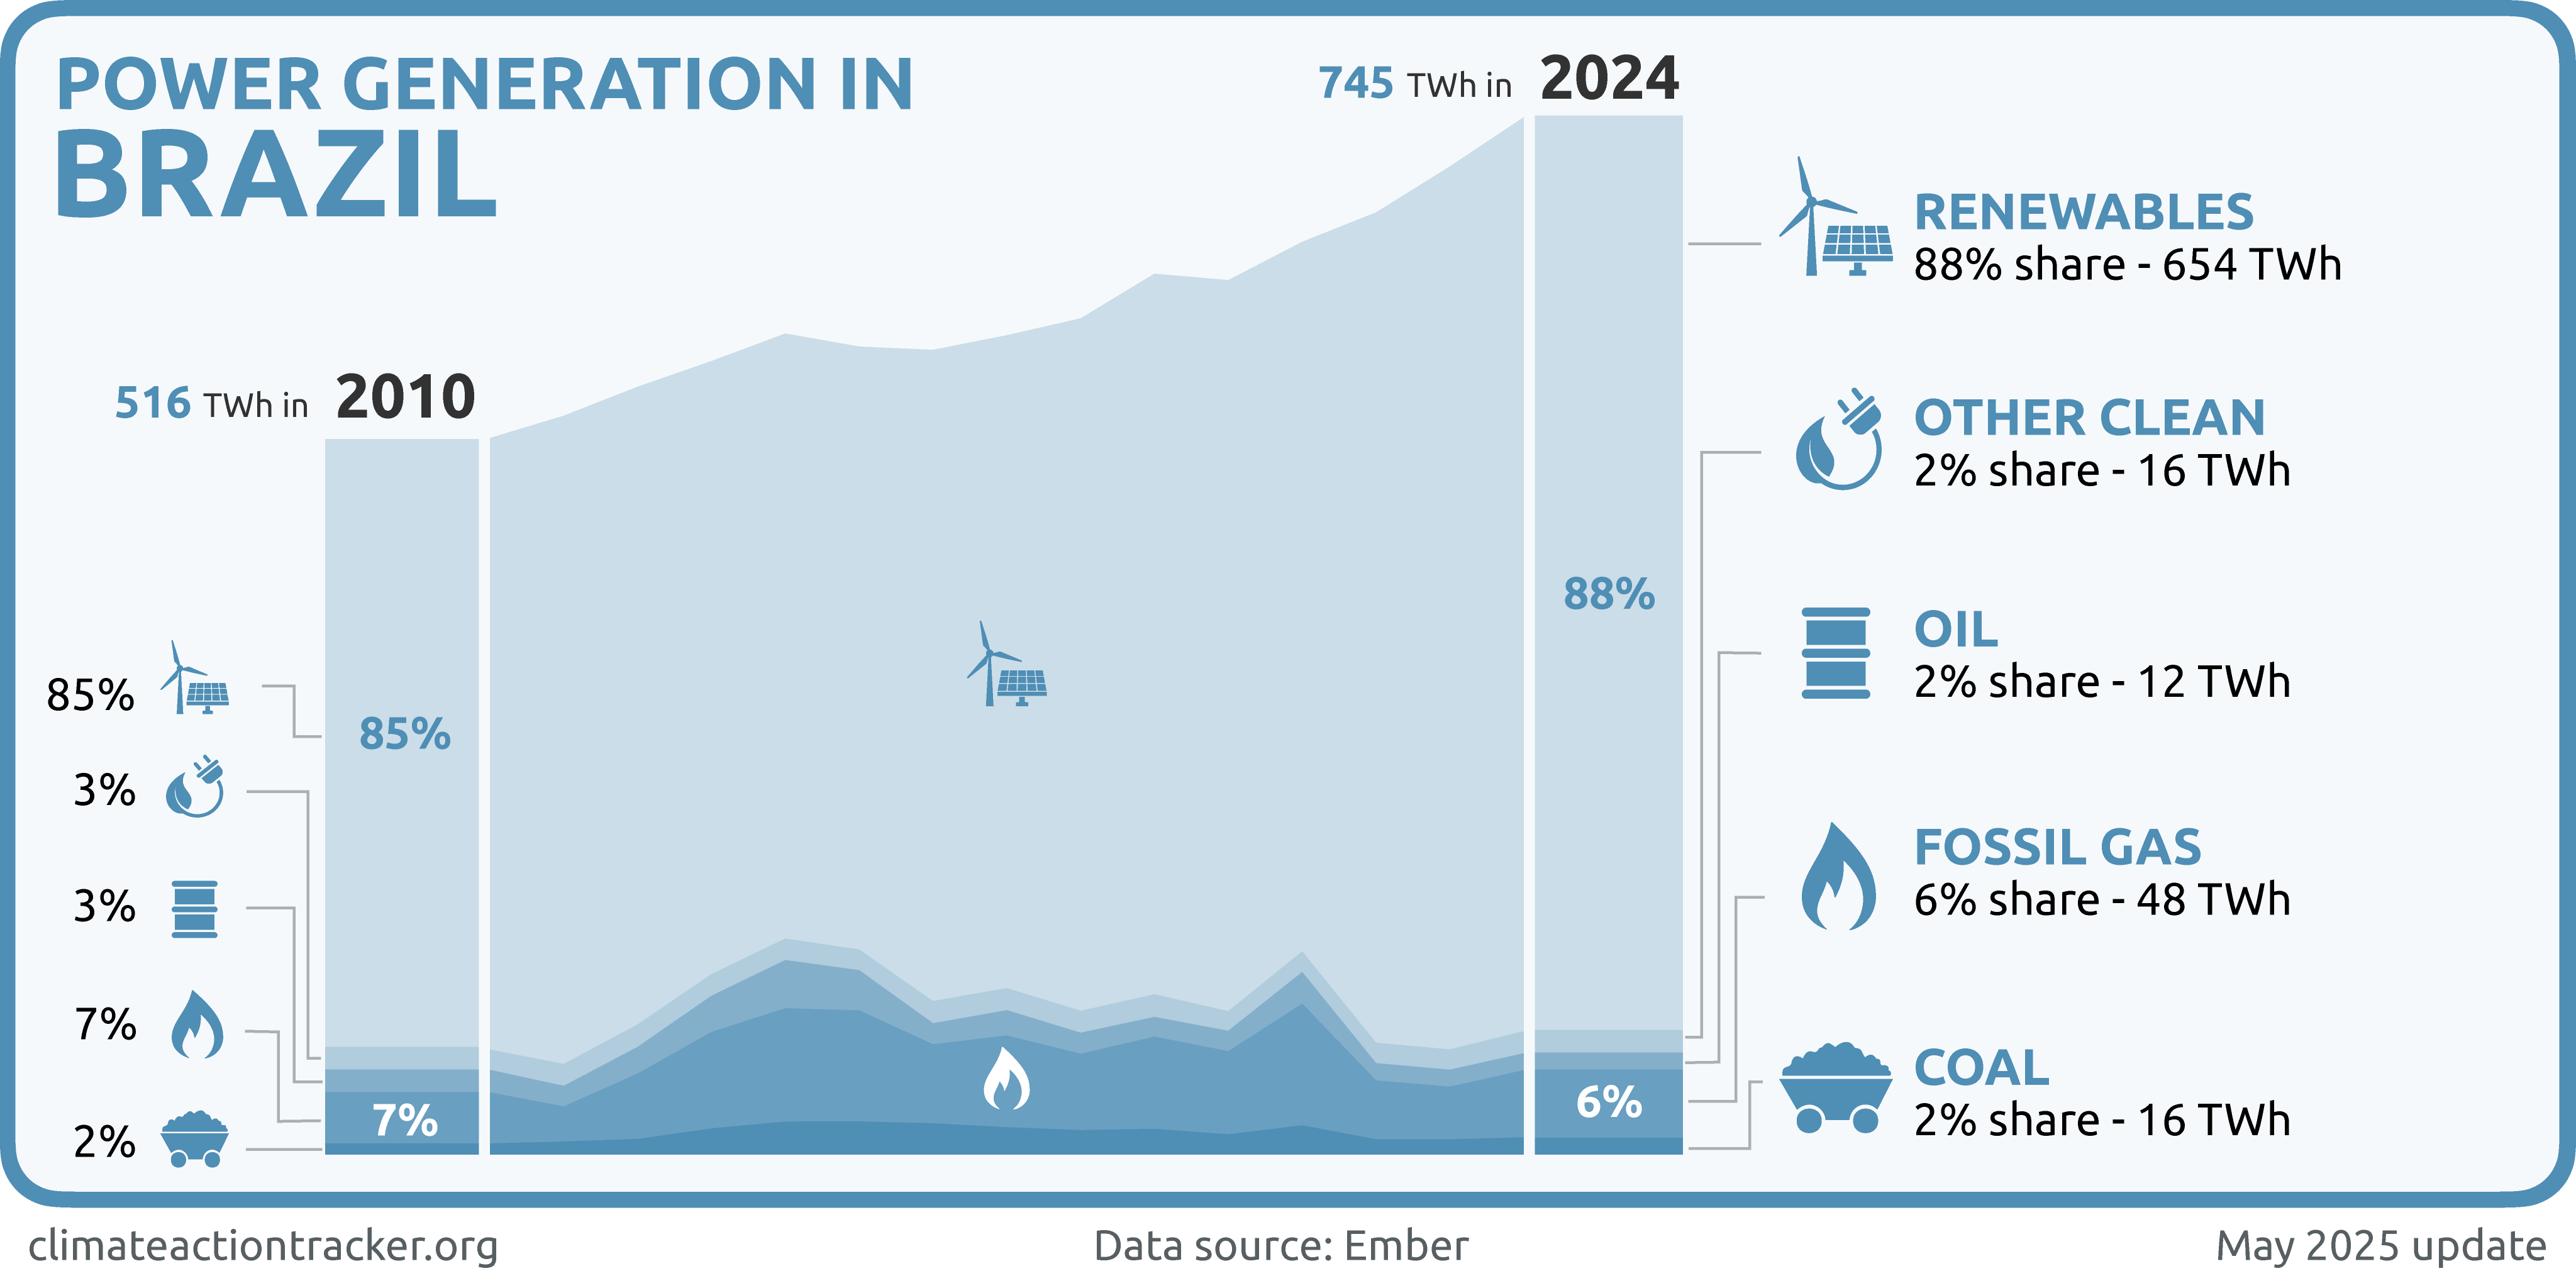 POWER GENERATION IN
BRAZIL
745 TWh in 2024
516 TWh in 2010
85%
3%
3%
7%
2%
85%
7%
88%
6%
RENEWABLES
88% share - 654 TWh
OTHER CLEAN
2% share - 16 TWh
OIL
2% share - 12 TWh
FOSSIL GAS
6% share - 48 TWh
COAL
2% share - 16 TWh
climateactiontracker.org
Data source: Ember
May 2025 update